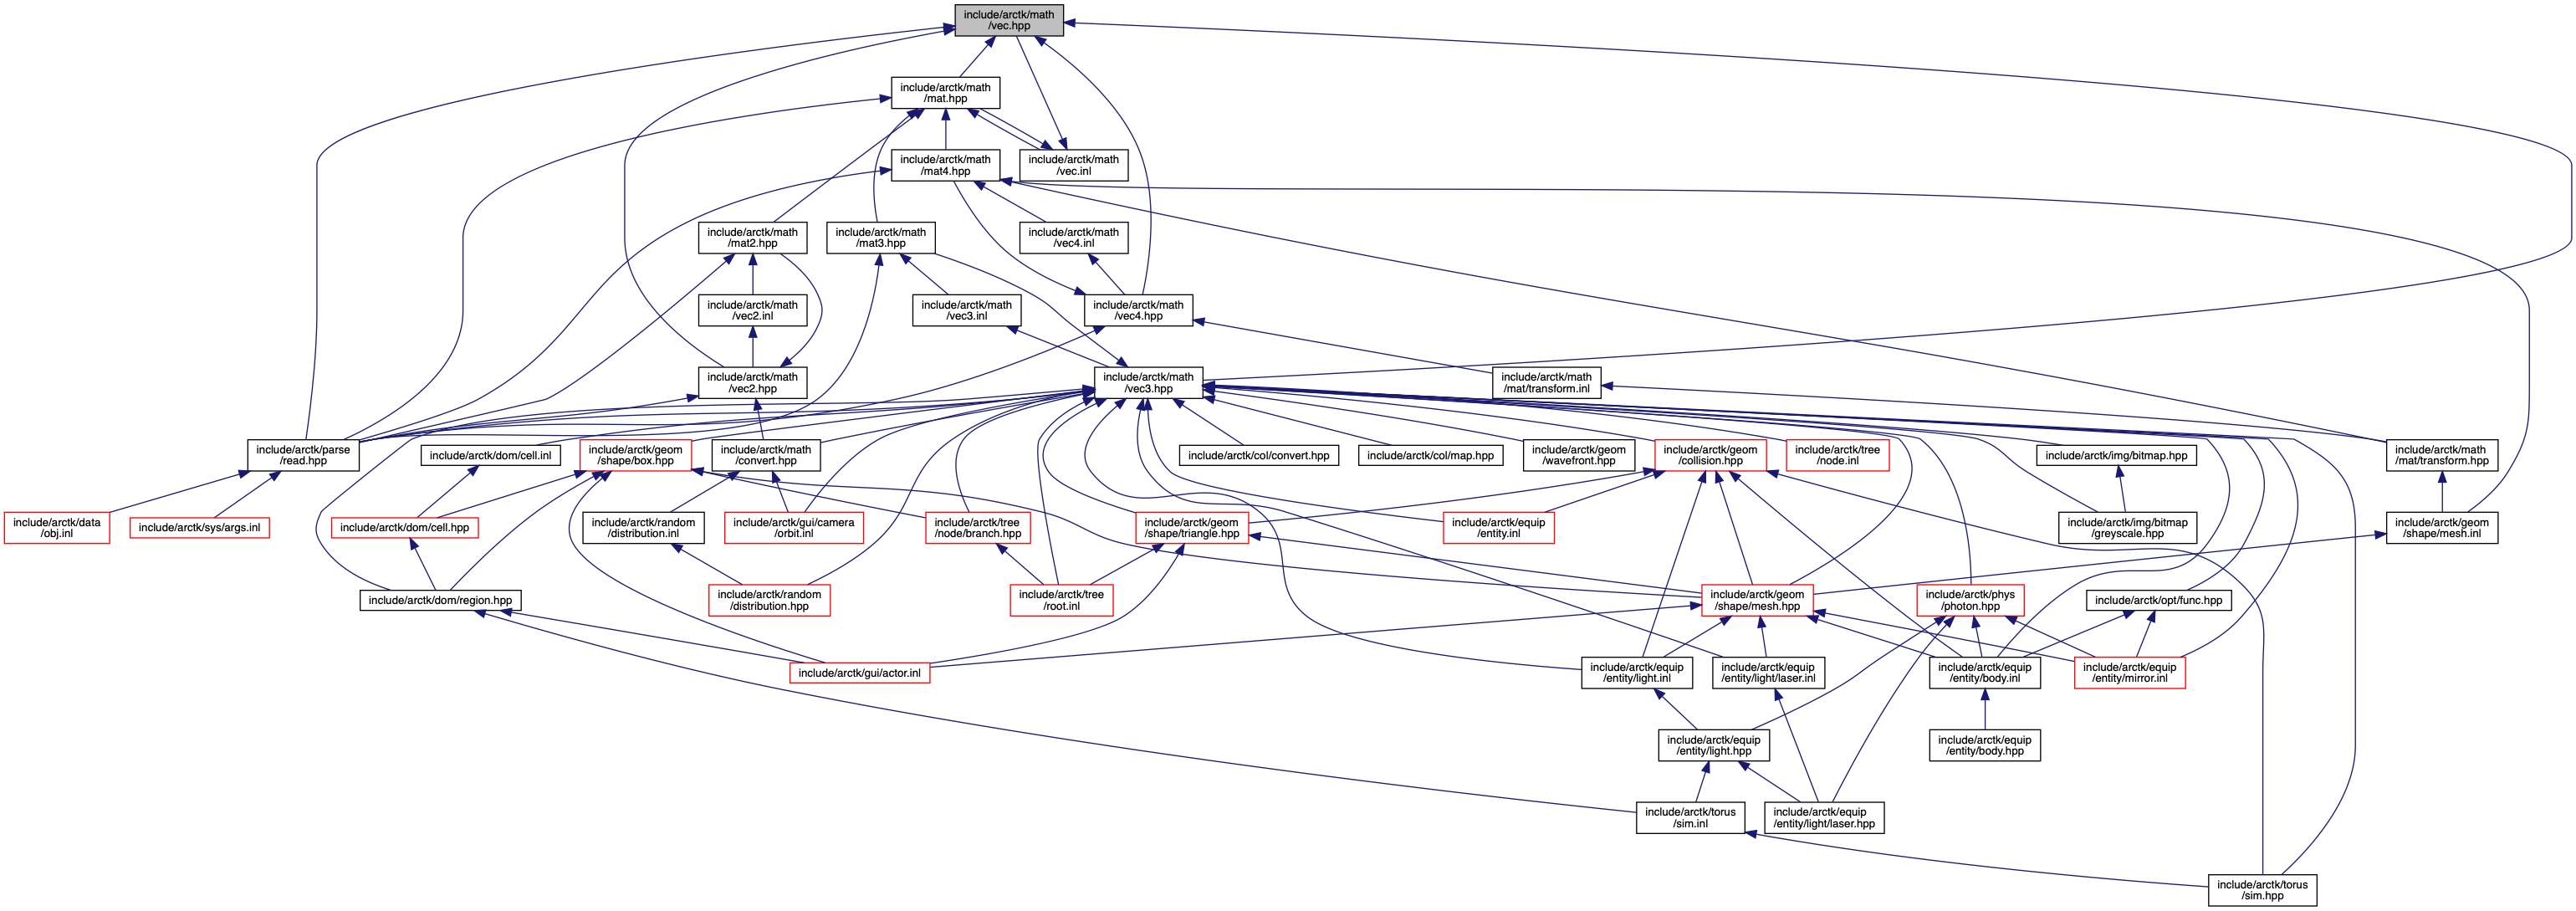 include/arctk/math
/vec.hpp
include/arctk/math
/mat.hpp
include/arctk/math
/mat4.hpp
include/arctk/math
/vec.inl
include/arctk/math
/mat2.hpp
include/arctk/math
/mat3.hpp
include/arctk/math
/vec4.inl
include/arctk/math
/vec2.inl
include/arctk/math
/vec3.inl
include/arctk/math
/vec4.hpp
include/arctk/math
/vec2.hpp
include/arctk/math
/vec3.hpp
include/arctk/math
/mat/transform.inl
include/arctk/parse
/read.hpp
include/arctk/dom/cell.inl
include/arctk/geom
/shape/box.hpp
include/arctk/math
/convert.hpp
include/arctk/col/convert.hpp
include/arctk/col/map.hpp
include/arctk/geom
/wavefront.hpp
include/arctk/geom
/collision.hpp
include/arctk/tree
/node.inl
include/arctk/img/bitmap.hpp
include/arctk/math
/mat/transform.hpp
include/arctk/data
/obj.inl
include/arctk/sys/args.inl
include/arctk/dom/cell.hpp
include/arctk/random
/distribution.inl
include/arctk/gui/camera
/orbit.inl
include/arctk/tree
/node/branch.hpp
include/arctk/geom
/shape/triangle.hpp
include/arctk/equip
/entity.inl
include/arctk/img/bitmap
/greyscale.hpp
include/arctk/geom
/shape/mesh.inl
include/arctk/dom/region.hpp
include/arctk/random
/distribution.hpp
include/arctk/tree
/root.inl
include/arctk/geom
/shape/mesh.hpp
include/arctk/phys
/photon.hpp
include/arctk/opt/func.hpp
include/arctk/gui/actor.inl
include/arctk/equip
/entity/light.inl
include/arctk/equip
/entity/light/laser.inl
include/arctk/equip
/entity/body.inl
include/arctk/equip
/entity/mirror.inl
include/arctk/equip
/entity/light.hpp
include/arctk/equip
/entity/body.hpp
include/arctk/torus
/sim.inl
include/arctk/equip
/entity/light/laser.hpp
include/arctk/torus
/sim.hpp